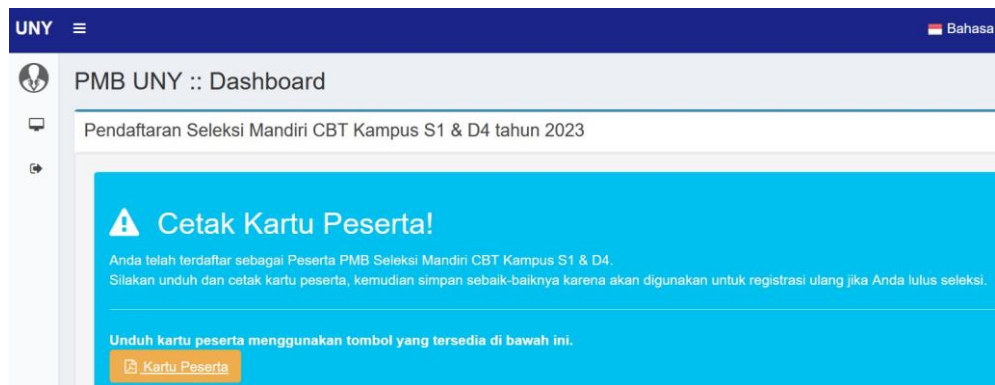 UNY
Bahasa
PMB UNY :: Dashboard
Pendaftaran Seleksi Mandiri CBT Kampus S1 & D4 tahun 2023
Cetak Kartu Peserta!
Anda telah terdaftar sebagai Peserta PMB Seleksi Mandiri CBT Kampus S1 & D4.
Silakan unduh dan cetak kartu peserta, kemudian simpan sebaik-baiknya karena akan digunakan untuk registrasi ulang jika Anda lulus seleksi.
Unduh kartu peserta menggunakan tombol yang tersedia di bawah ini.
Kartu Peserta